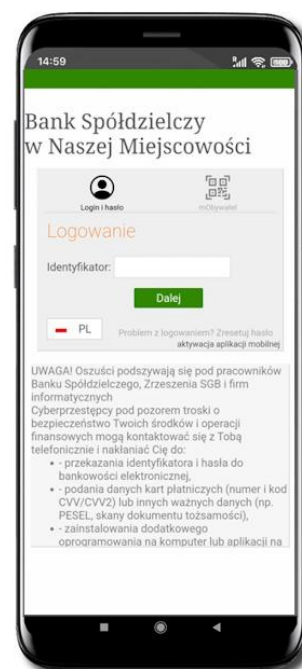 14:59
Bank Spółdzielczy
w Naszej Miejscowości
Login i hasło
mObywatel
Logowanie
Identyfikator:
Dalej
PL
Problem z logowaniem? Zresetuj hasło
aktywacja aplikacji mobilnej
UWAGA! Oszuści podszywają się pod pracowników
Banku Spółdzielczego, Zrzeszenia SGB i firm
informatycznych
Cyberprzestępcy pod pozorem troski o
bezpieczeństwo Twoich środków i operacji
finansowych mogą kontaktować się z Tobą
telefonicznie i nakłaniać Cię do:
- przekazania identyfikatora i hasła do
bankowości elektronicznej,
- podania danych kart płatniczych (numer i kod
CVV/CVV2) lub innych ważnych danych (np.
PESEL, skany dokumentu tożsamości),
- zainstalowania dodatkowego
oprogramowania na komputer lub aplikacji na